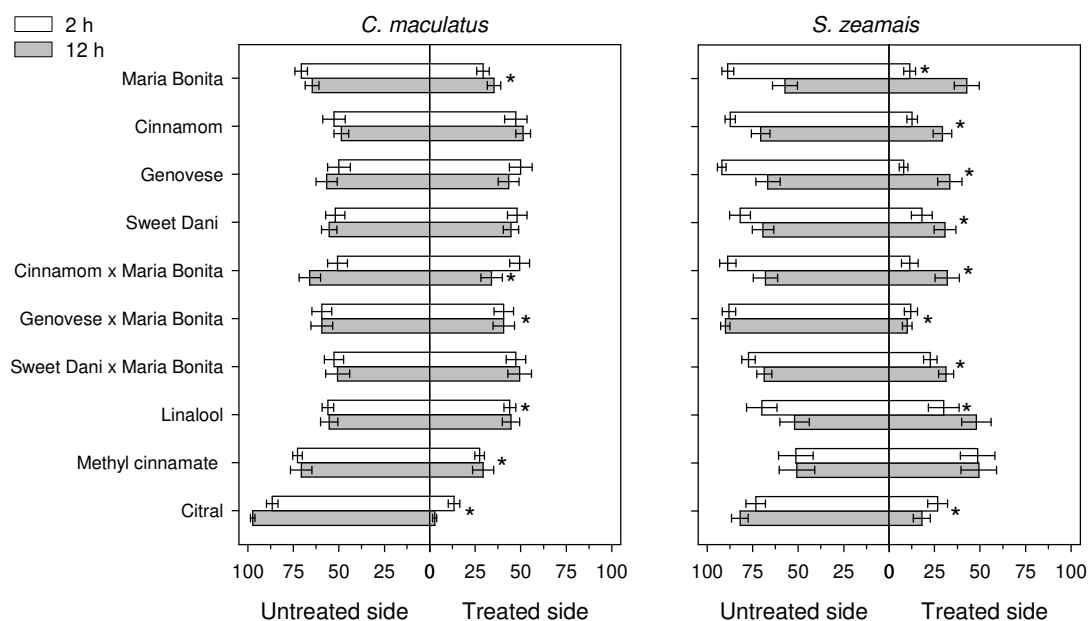 2 h
12 h
C. maculatus
S. zeamais
Maria Bonita
*
*
Cinnamom
*
Genovese
*
Sweet Dani
*
Cinnamom x Maria Bonita
*
*
Genovese x Maria Bonita
*
*
Sweet Dani x Maria Bonita
*
Linalool
*
*
Methyl cinnamate
*
Citral
*
*
100 75 50 25 0 25 50 75 100
100 75 50 25 0 25 50 75 100
Untreated side Treated side
Untreated side Treated side